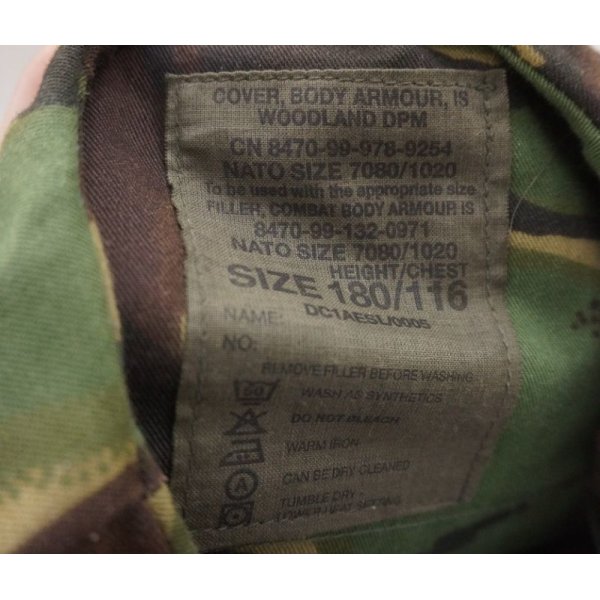 COVER, BODY ARMOUR, IS
WOODLAND DPM
CN 8470-99-978-9254
NATO SIZE 7080/1020
To be used with the appropriate size
FILLER, COMBAT BODY ARMOUR IS
8470-99-132-0971
NATO SIZE 7080/1020
HEIGHT/CHEST
SIZE 180/116
NAME: DC1AESL/0005
NO:
REMOVE FILLER BEFORE WASHING
WASH AS SYNTHETICS
DO NOT BLEACH
WARM IRON
A CAN BE DRY CLEANED
TUMBLE DRY
LOWER HEAT SETTING